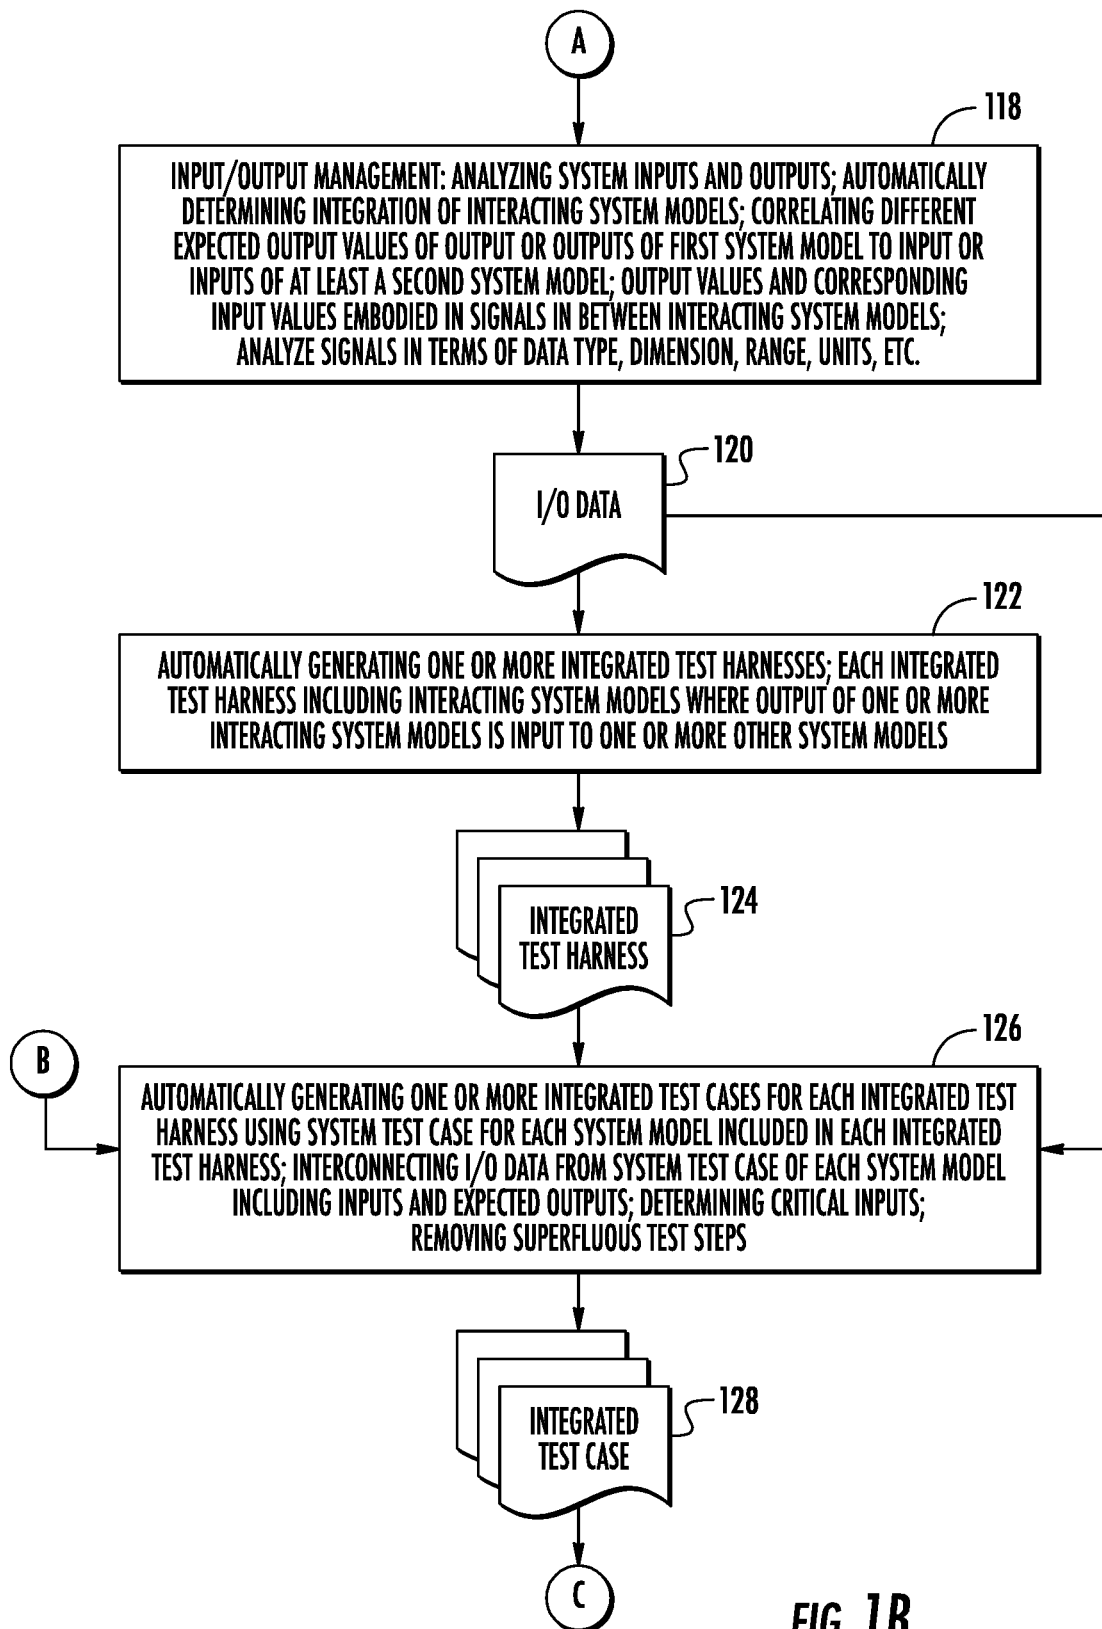 A
118
INPUT/OUTPUT MANAGEMENT: ANALYZING SYSTEM INPUTS AND OUTPUTS; AUTOMATICALLY
DETERMINING INTEGRATION OF INTERACTING SYSTEM MODELS; CORRELATING DIFFERENT
EXPECTED OUTPUT VALUES OF OUTPUT OR OUTPUTS OF FIRST SYSTEM MODEL TO INPUT OR
INPUTS OF AT LEAST A SECOND SYSTEM MODEL; OUTPUT VALUES AND CORRESPONDING
INPUT VALUES EMBODIED IN SIGNALS IN BETWEEN INTERACTING SYSTEM MODELS;
ANALYZE SIGNALS IN TERMS OF DATA TYPE, DIMENSION, RANGE, UNITS, ETC.
120
I/O DATA
122
AUTOMATICALLY GENERATING ONE OR MORE INTEGRATED TEST HARNESSES; EACH INTEGRATED
TEST HARNESS INCLUDING INTERACTING SYSTEM MODELS WHERE OUTPUT OF ONE OR MORE
INTERACTING SYSTEM MODELS IS INPUT TO ONE OR MORE OTHER SYSTEM MODELS
124
INTEGRATED
TEST HARNESS
126
B
AUTOMATICALLY GENERATING ONE OR MORE INTEGRATED TEST CASES FOR EACH INTEGRATED TEST
HARNESS USING SYSTEM TEST CASE FOR EACH SYSTEM MODEL INCLUDED IN EACH INTEGRATED
TEST HARNESS; INTERCONNECTING I/O DATA FROM SYSTEM TEST CASE OF EACH SYSTEM MODEL
INCLUDING INPUTS AND EXPECTED OUTPUTS; DETERMINING CRITICAL INPUTS;
REMOVING SUPERFLUOUS TEST STEPS
128
INTEGRATED
TEST CASE
C
FIG. 1B